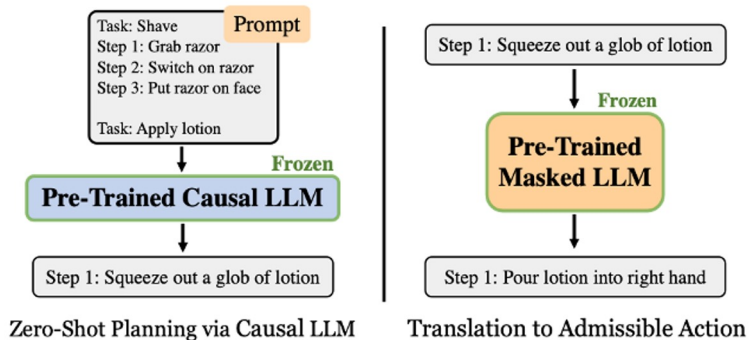 Prompt
Task: Shave
Step 1: Grab razor
Step 2: Switch on razor
Step 3: Put razor on face
Task: Apply lotion
Frozen
Pre-Trained Causal LLM
Step 1: Squeeze out a glob of lotion
Zero-Shot Planning via Causal LLM
Step 1: Squeeze out a glob of lotion
Frozen
Pre-Trained
Masked LLM
Step 1: Pour lotion into right hand
Translation to Admissible Action